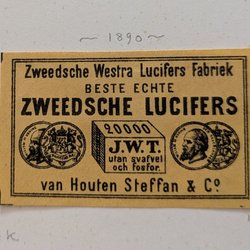 ~ 1890 ~
Zweedsche Westra Lucifers Fabriek
BESTE ECHTE
ZWEEDSCHE LUCIFERS
20000
J.W.T.
utan svafvel
och fosfor.
van Houten Steffan & Co.
K